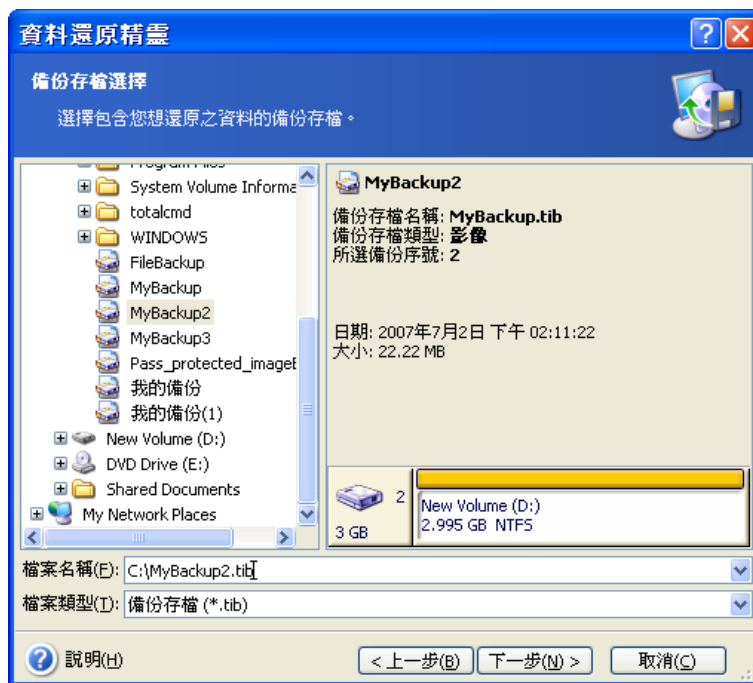 資料還原精靈
備份存檔選擇
選擇包含您想還原之資料的備份存檔。
Program Files
System Volume Informa
totalcmd
WINDOWS
FileBackup
MyBackup
MyBackup2
MyBackup3
Pass_protected_image
我的備份
我的備份(1)
New Volume (D:)
DVD Drive (E:)
Shared Documents
My Network Places
MyBackup2
備份存檔名稱: MyBackup.tib
備份存檔類型: 影像
所選備份序號: 2
日期: 2007年7月2日 下午 02:11:22
大小: 22.22 MB
2
3 GB
New Volume (D:)
2.995 GB NTFS
檔案名稱(F): C:\MyBackup2.tib
檔案類型(T): 備份存檔 (*.tib)
說明(H)
< 上一步(B)
下一步(N) >
取消(C)